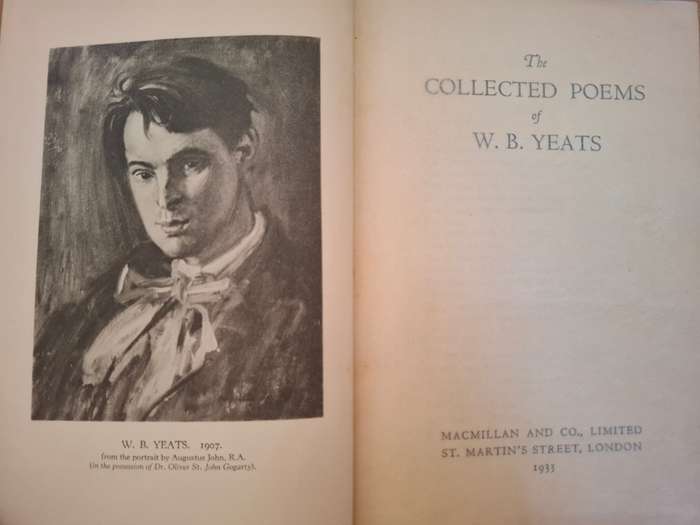 W. B. YEATS. 1907.
from the portrait by Augustus John, R.A.
(in the possession of Dr. Oliver St. John Gogarty).
The
COLLECTED POEMS
of
W. B. YEATS
MACMILLAN AND CO., LIMITED
ST. MARTIN'S STREET, LONDON
1933